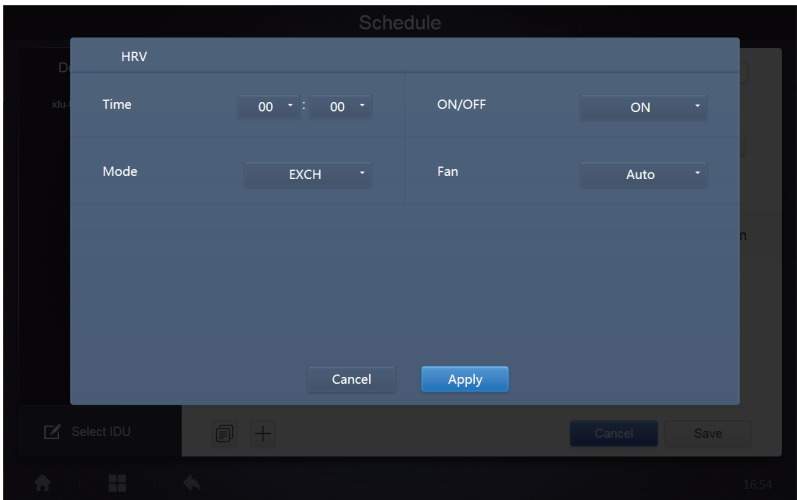 Schedule
HRV
Time 00 : 00 ON/OFF ON
Mode EXCH Fan Auto
Cancel Apply
Select IDU
Cancel Save
16:54